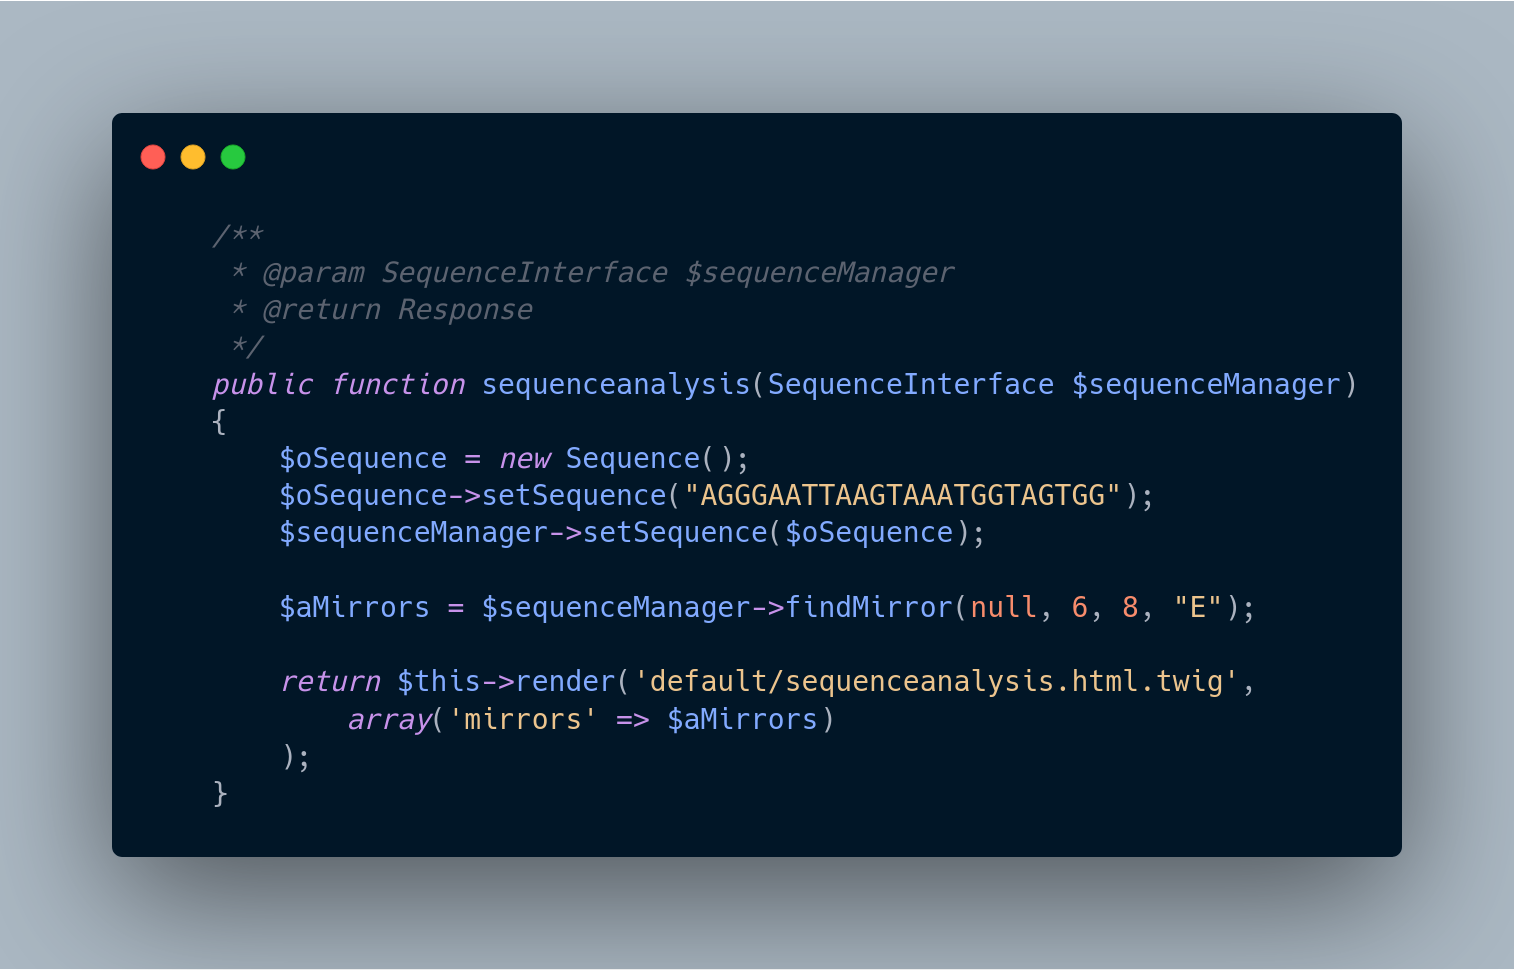 /**
 * @param SequenceInterface $sequenceManager
 * @return Response
 */
public function sequenceanalysis(SequenceInterface $sequenceManager)
{
    $oSequence = new Sequence();
    $oSequence->setSequence("AGGGAATTAAGTAAATGGTAGTGG");
    $sequenceManager->setSequence($oSequence);

    $aMirrors = $sequenceManager->findMirror(null, 6, 8, "E");

    return $this->render('default/sequenceanalysis.html.twig',
        array('mirrors' => $aMirrors)
    );
}